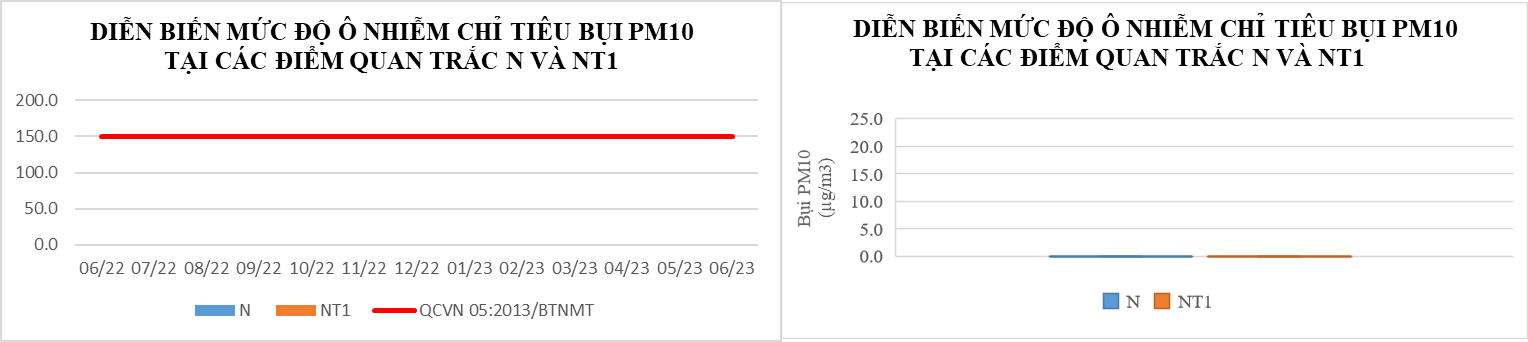 DIỄN BIẾN MỨC ĐỘ Ô NHIỄM CHỈ TIÊU BỤI PM10
TẠI CÁC ĐIỂM QUAN TRẮC N VÀ NT1
200.0
150.0
100.0
50.0
0.0
06/22 07/22 08/22 09/22 10/22 11/22 12/22 01/23 02/23 03/23 04/23 05/23 06/23
N NT1 QCVN 05:2013/BTNMT
DIỄN BIẾN MỨC ĐỘ Ô NHIỄM CHỈ TIÊU BỤI PM10
TẠI CÁC ĐIỂM QUAN TRẮC N VÀ NT1
Bụi PM10
(µg/m3)
25.0
20.0
15.0
10.0
5.0
0.0
N NT1